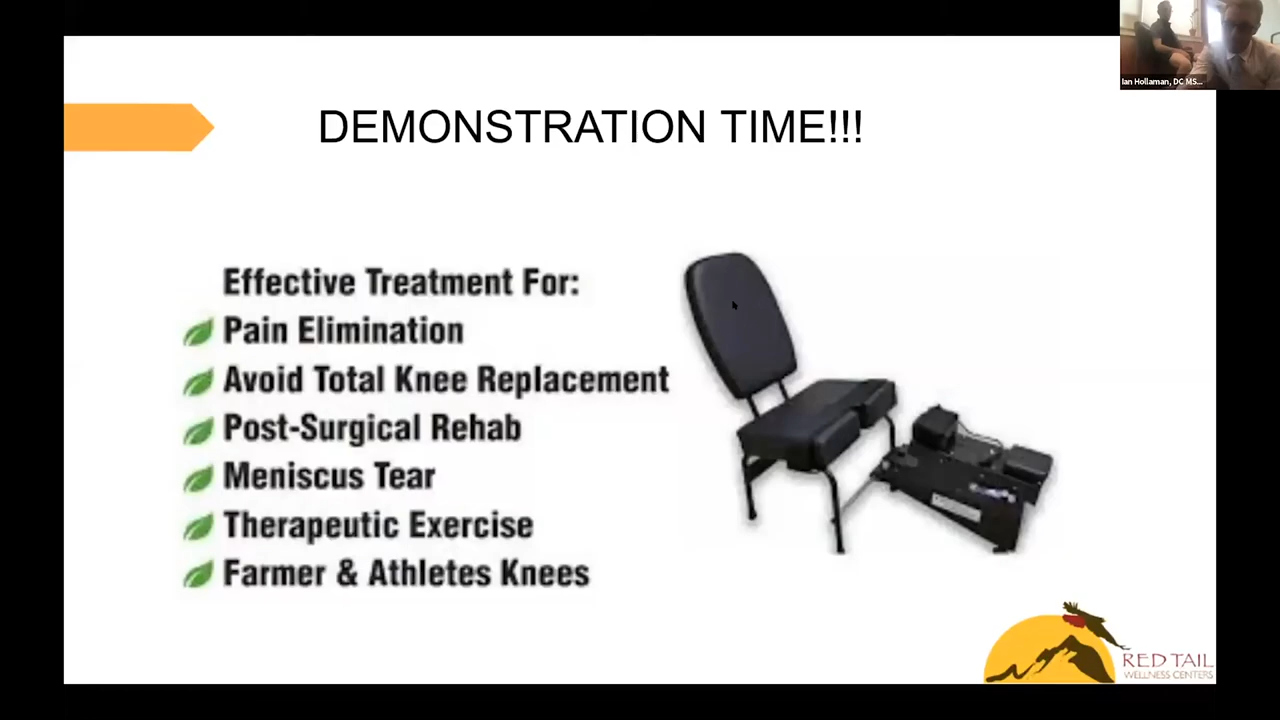 Ian Hollaman, DC MS...
DEMONSTRATION TIME!!!
Effective Treatment For:
Pain Elimination
Avoid Total Knee Replacement
Post-Surgical Rehab
Meniscus Tear
Therapeutic Exercise
Farmer & Athletes Knees
RED TAIL
WELLNESS CENTERS